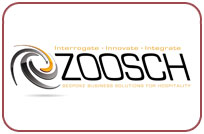 Interrogate • Innovate • Integrate
ZOOSCH
BESPOKE BUSINESS SOLUTIONS FOR HOSPITALITY